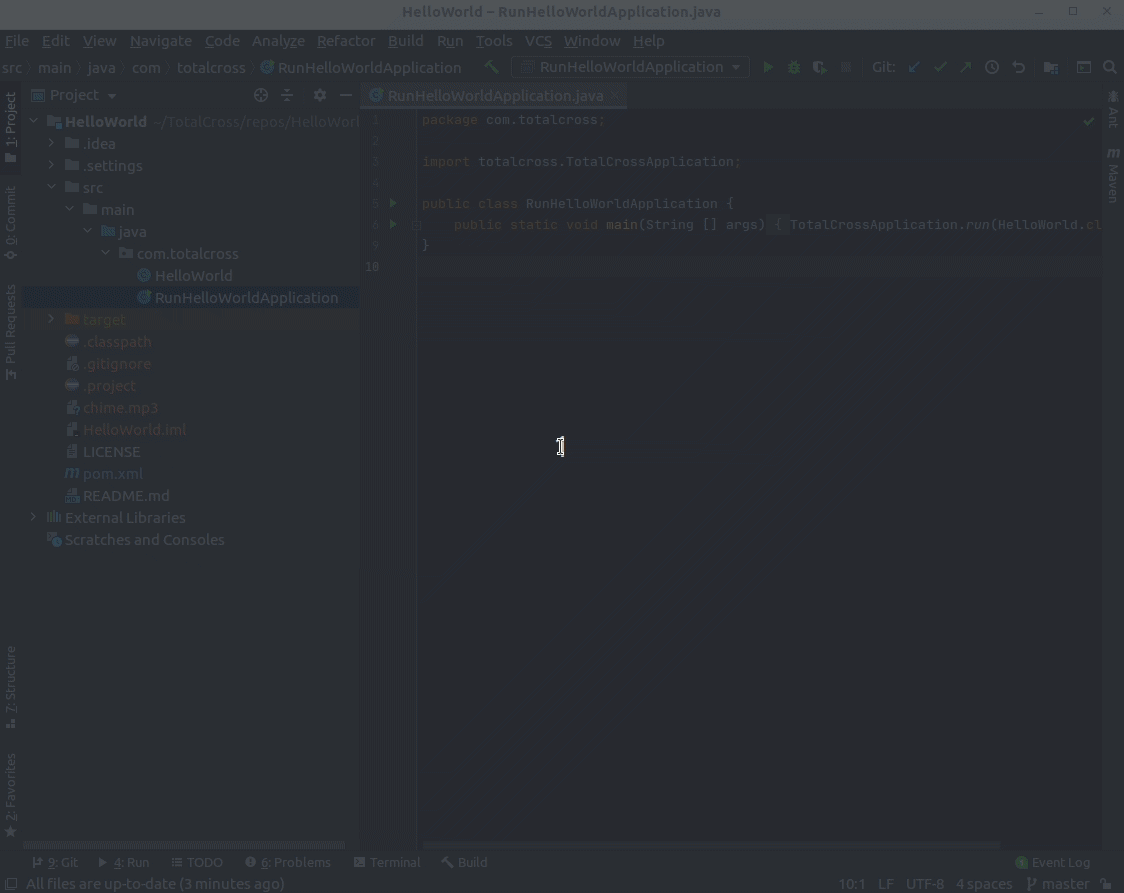 HelloWorld – RunHelloWorldApplication.java
File Edit View Navigate Code Analyze Refactor Build Run Tools VCS Window Help
src main java com totalcross RunHelloWorldApplication RunHelloWorldApplication Git:
Project RunHelloWorldApplication.java
1: Project
0: Commit
Pull Requests
7: Structure
2: Favorites
HelloWorld ~/TotalCross/repos/HelloWorl
.idea
.settings
src
main
java
com.totalcross
HelloWorld
RunHelloWorldApplication
target
.classpath
.gitignore
.project
chime.mp3
HelloWorld.iml
LICENSE
pom.xml
README.md
External Libraries
Scratches and Consoles
1 package com.totalcross;
2
3 import totalcross.TotalCrossApplication;
4
5 public class RunHelloWorldApplication {
6 public static void main(String [] args) { TotalCrossApplication.run(HelloWorld.cl
9 }
10
Ant
m Maven
9: Git 4: Run TODO 6: Problems Terminal Build 1 Event Log
All files are up-to-date (3 minutes ago) 10:1 LF UTF-8 4 spaces master